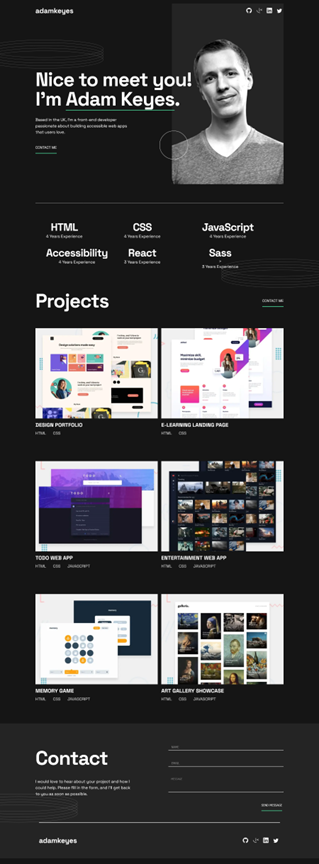 adamkeyes
Nice to meet you!
I'm Adam Keyes.
Based in the UK, I'm a front-end developer
passionate about building accessible web apps
that users love.
CONTACT ME
HTML
4 Years Experience
CSS
4 Years Experience
JavaScript
4 Years Experience
Accessibility
4 Years Experience
React
3 Years Experience
Sass
3 Years Experience
Projects
CONTACT ME
DESIGN PORTFOLIO
HTML CSS
E-LEARNING LANDING PAGE
HTML CSS
TODO WEB APP
HTML CSS JAVASCRIPT
ENTERTAINMENT WEB APP
HTML CSS JAVASCRIPT
MEMORY GAME
HTML CSS JAVASCRIPT
ART GALLERY SHOWCASE
HTML CSS JAVASCRIPT
Contact
I would love to hear about your project and how I
could help. Please fill in the form, and I'll get back
to you as soon as possible.
NAME
EMAIL
MESSAGE
SEND MESSAGE
adamkeyes